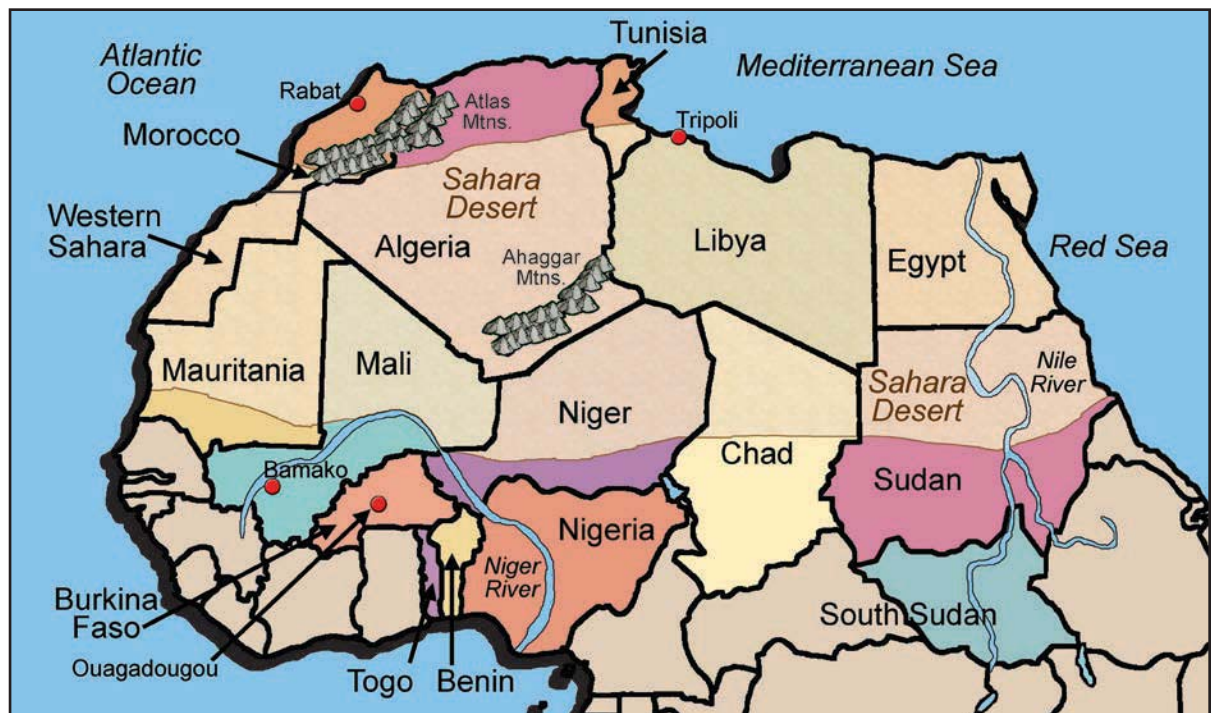 Tunisia
Atlantic
Ocean
Mediterranean Sea
Rabat
Atlas
Mtns.
Tripoli
Morocco
Sahara
Desert
Western
Sahara
Algeria
Libya
Egypt
Red Sea
Ahaggar
Mtns.
Mauritania
Mali
Niger
Sahara
Desert
Nile
River
Chad
Sudan
Bamako
Nigeria
Niger
River
Burkina
Faso
South Sudan
Ouagadougou
Togo
Benin